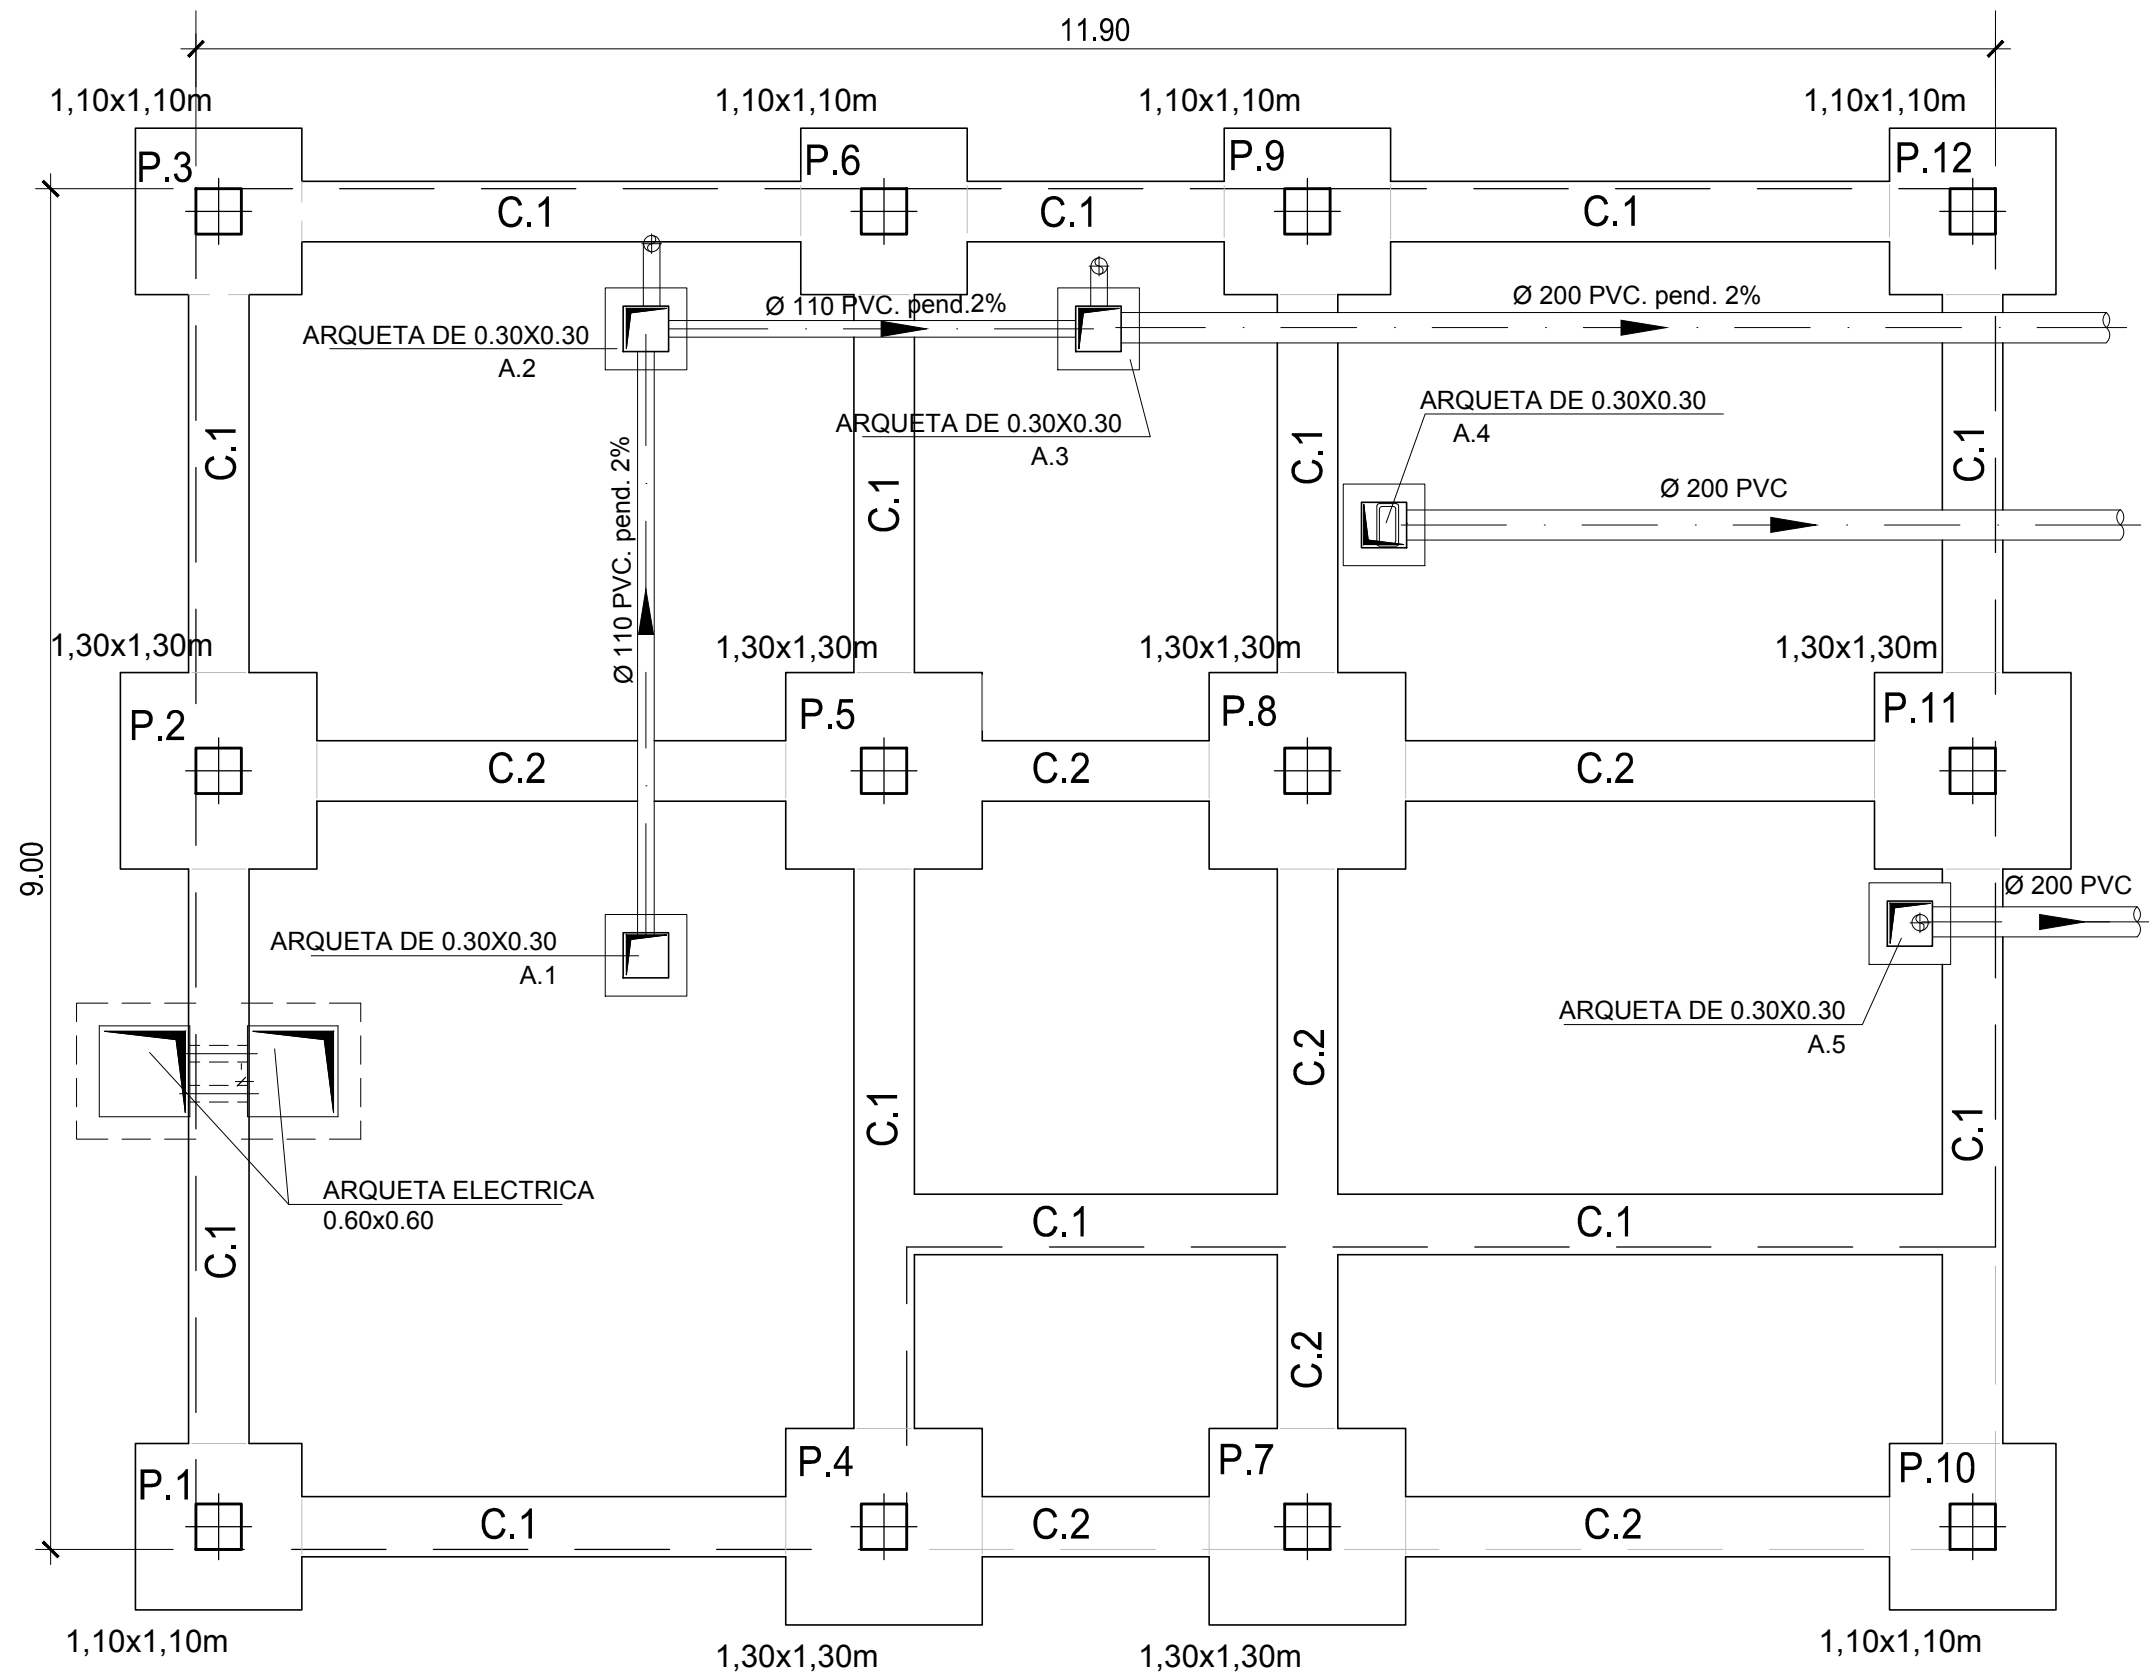 11.90
1,10x1,10m
1,10x1,10m
1,10x1,10m
1,10x1,10m
P.3
P.6
P.9
P.12
C.1
C.1
C.1
Ø 110 PVC. pend.2%
Ø 200 PVC. pend. 2%
ARQUETA DE 0.30X0.30
A.2
ARQUETA DE 0.30X0.30
A.3
ARQUETA DE 0.30X0.30
A.4
C.1
Ø 110 PVC. pend. 2%
C.1
C.1
C.1
Ø 200 PVC
1,30x1,30m
1,30x1,30m
1,30x1,30m
1,30x1,30m
P.2
P.5
P.8
P.11
C.2
C.2
C.2
9.00
Ø 200 PVC
ARQUETA DE 0.30X0.30
A.1
ARQUETA DE 0.30X0.30
A.5
C.1
C.2
C.1
ARQUETA ELECTRICA
0.60x0.60
C.1
C.1
C.1
C.2
P.1
P.4
P.7
P.10
C.1
C.2
C.2
1,10x1,10m
1,30x1,30m
1,30x1,30m
1,10x1,10m